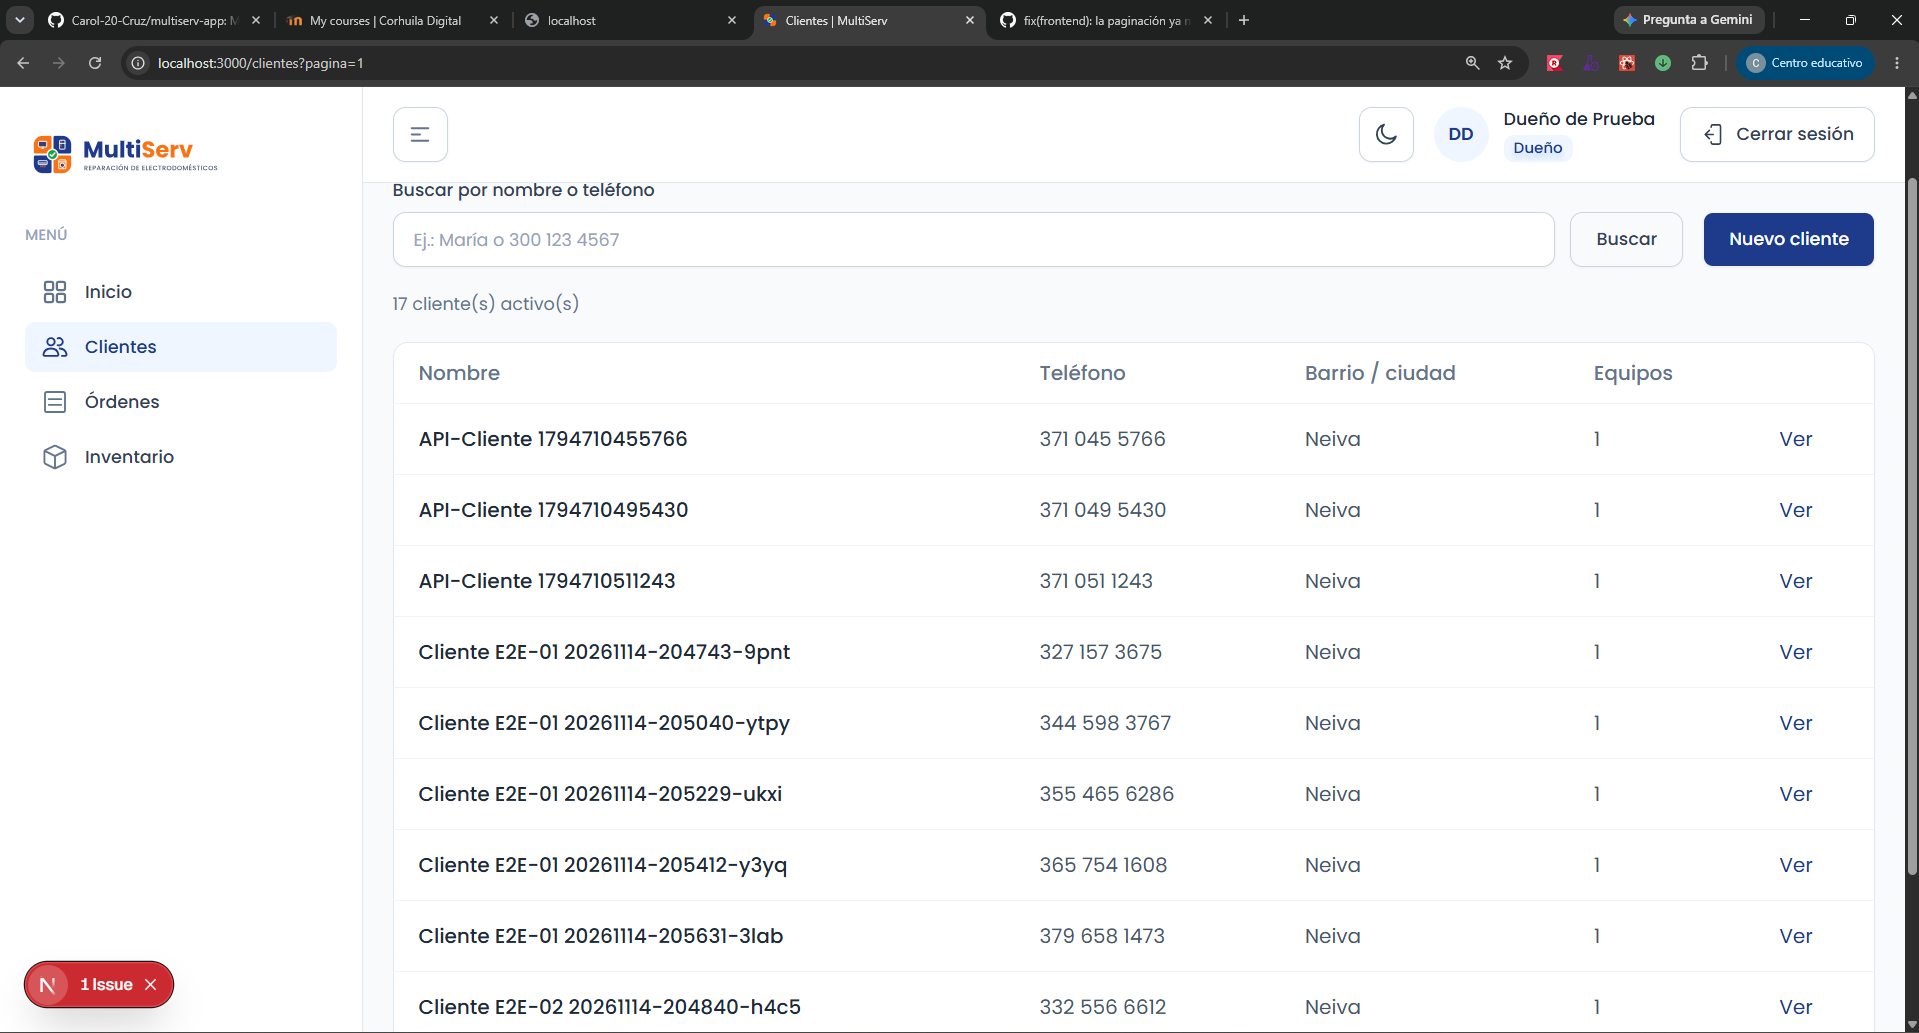 Carol-20-Cruz/multiserv-app: M
My courses | Corhuila Digital
localhost
Clientes | MultiServ
fix(frontend): la paginación ya n
Pregunta a Gemini
localhost:3000/clientes?pagina=1
C Centro educativo
MultiServ
REPARACIÓN DE ELECTRODOMÉSTICOS
MENÚ
Inicio
Clientes
Órdenes
Inventario
DD
Dueño de Prueba
Dueño
Cerrar sesión
Buscar por nombre o teléfono
Ej.: María o 300 123 4567
Buscar
Nuevo cliente
17 cliente(s) activo(s)
Nombre Teléfono Barrio / ciudad Equipos
API-Cliente 1794710455766 371 045 5766 Neiva 1 Ver
API-Cliente 1794710495430 371 049 5430 Neiva 1 Ver
API-Cliente 1794710511243 371 051 1243 Neiva 1 Ver
Cliente E2E-01 20261114-204743-9pnt 327 157 3675 Neiva 1 Ver
Cliente E2E-01 20261114-205040-ytpy 344 598 3767 Neiva 1 Ver
Cliente E2E-01 20261114-205229-ukxi 355 465 6286 Neiva 1 Ver
Cliente E2E-01 20261114-205412-y3yq 365 754 1608 Neiva 1 Ver
Cliente E2E-01 20261114-205631-3lab 379 658 1473 Neiva 1 Ver
Cliente E2E-02 20261114-204840-h4c5 332 556 6612 Neiva 1 Ver
N 1 Issue